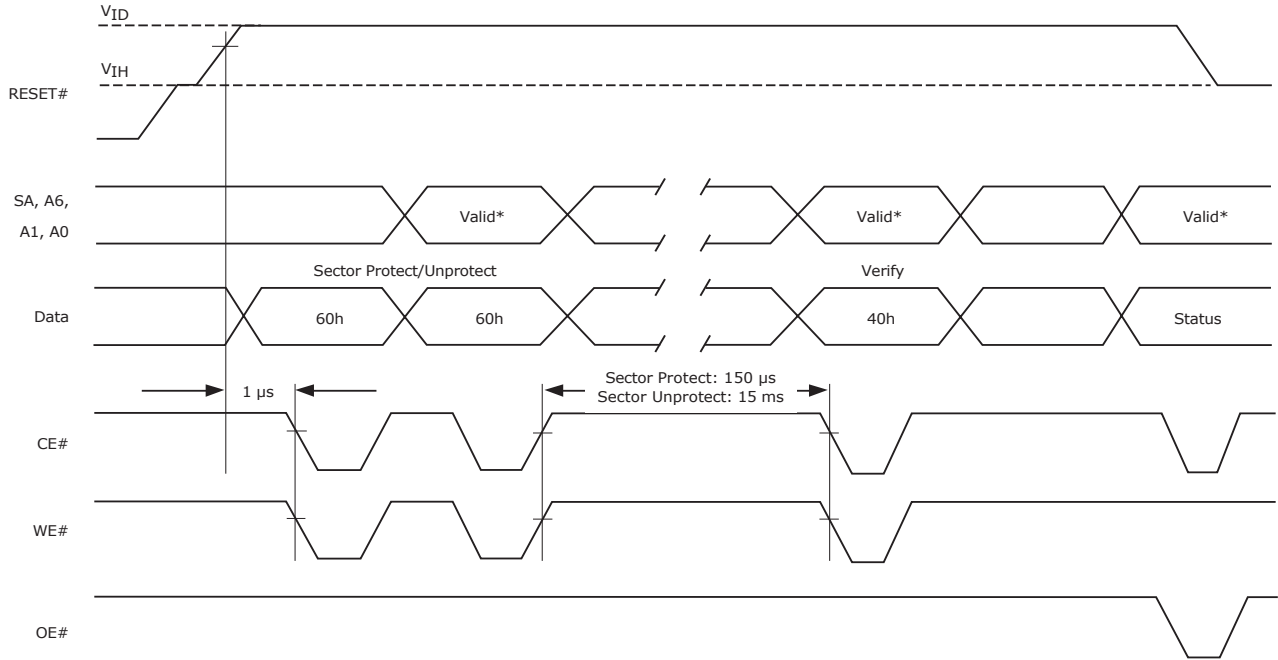 VID
VIH
RESET#
SA, A6,
A1, A0
Valid*
Valid*
Valid*
Sector Protect/Unprotect
Verify
Data
60h
60h
40h
Status
1 µs
Sector Protect: 150 µs
Sector Unprotect: 15 ms
CE#
WE#
OE#